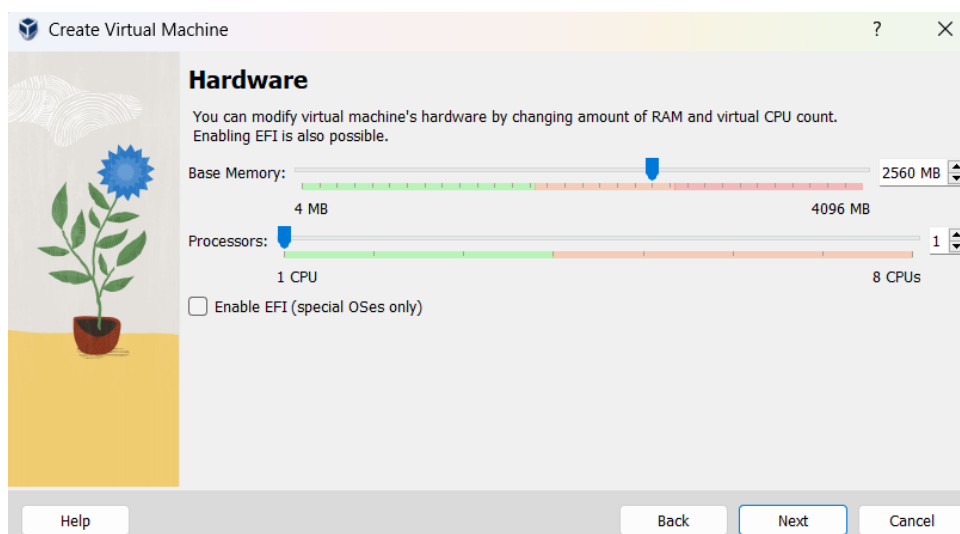 Create Virtual Machine ?
Hardware
You can modify virtual machine's hardware by changing amount of RAM and virtual CPU count.
Enabling EFI is also possible.
Base Memory: 2560 MB
4 MB 4096 MB
Processors: 1
1 CPU 8 CPUs
Enable EFI (special OSes only)
Help Back Next Cancel